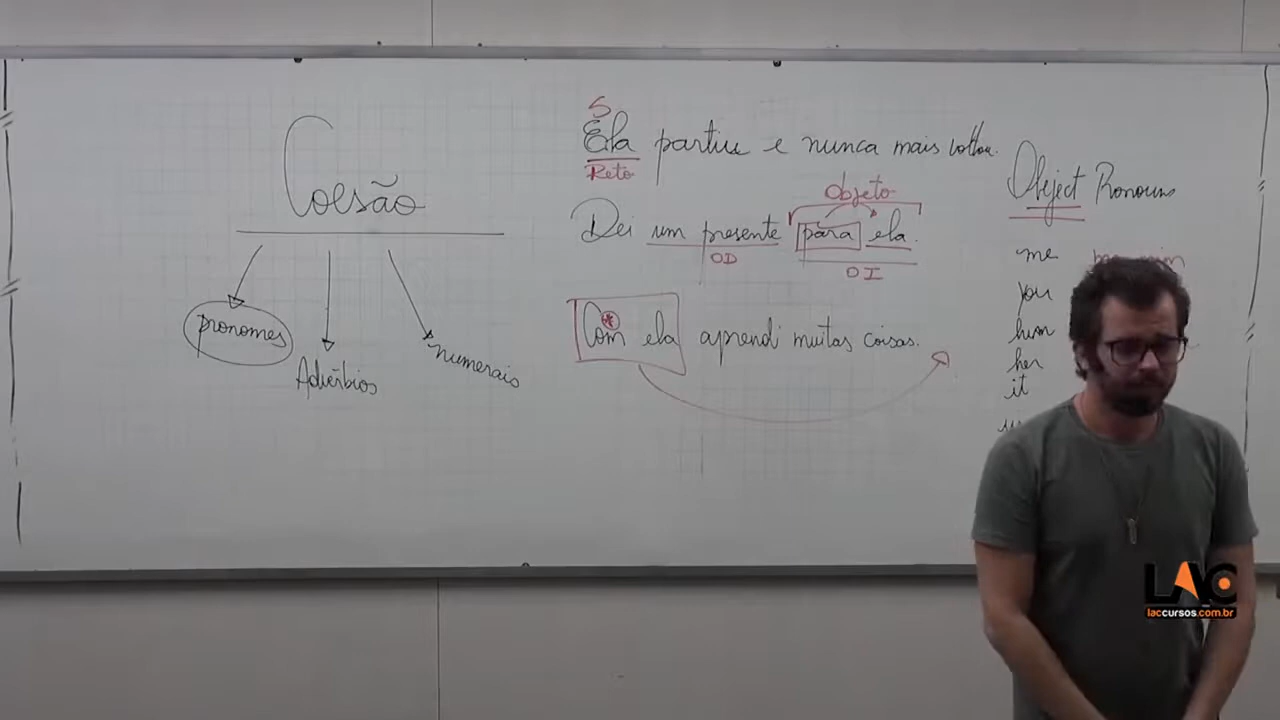 Coesão
pronomes
Advérbios
numerais
S
Ela partiu e nunca mais voltou.
Reto
Objeto
Dei um presente para ela.
OD
OI
Com ela aprendi muitas coisas.
Object Pronouns
me
you
him
her
it
LAC
laccursos.com.br